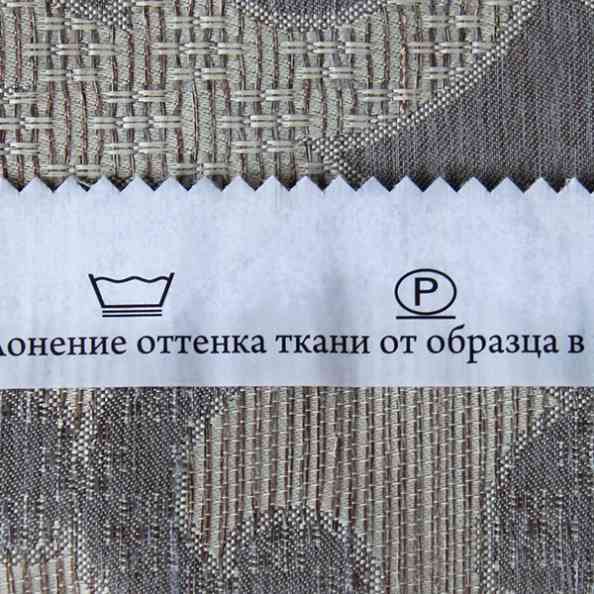 P
лонение оттенка ткани от образца в